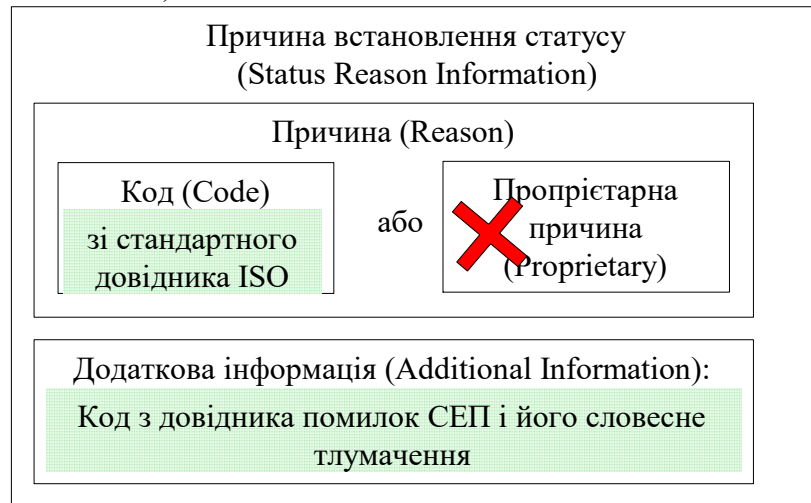 Причина встановлення статусу
(Status Reason Information)
Причина (Reason)
Код (Code)
зі стандартного
довідника ISO
або
Пропрієтарна
причина
(Proprietary)
Додаткова інформація (Additional Information):
Код з довідника помилок СЕП і його словесне
тлумачення